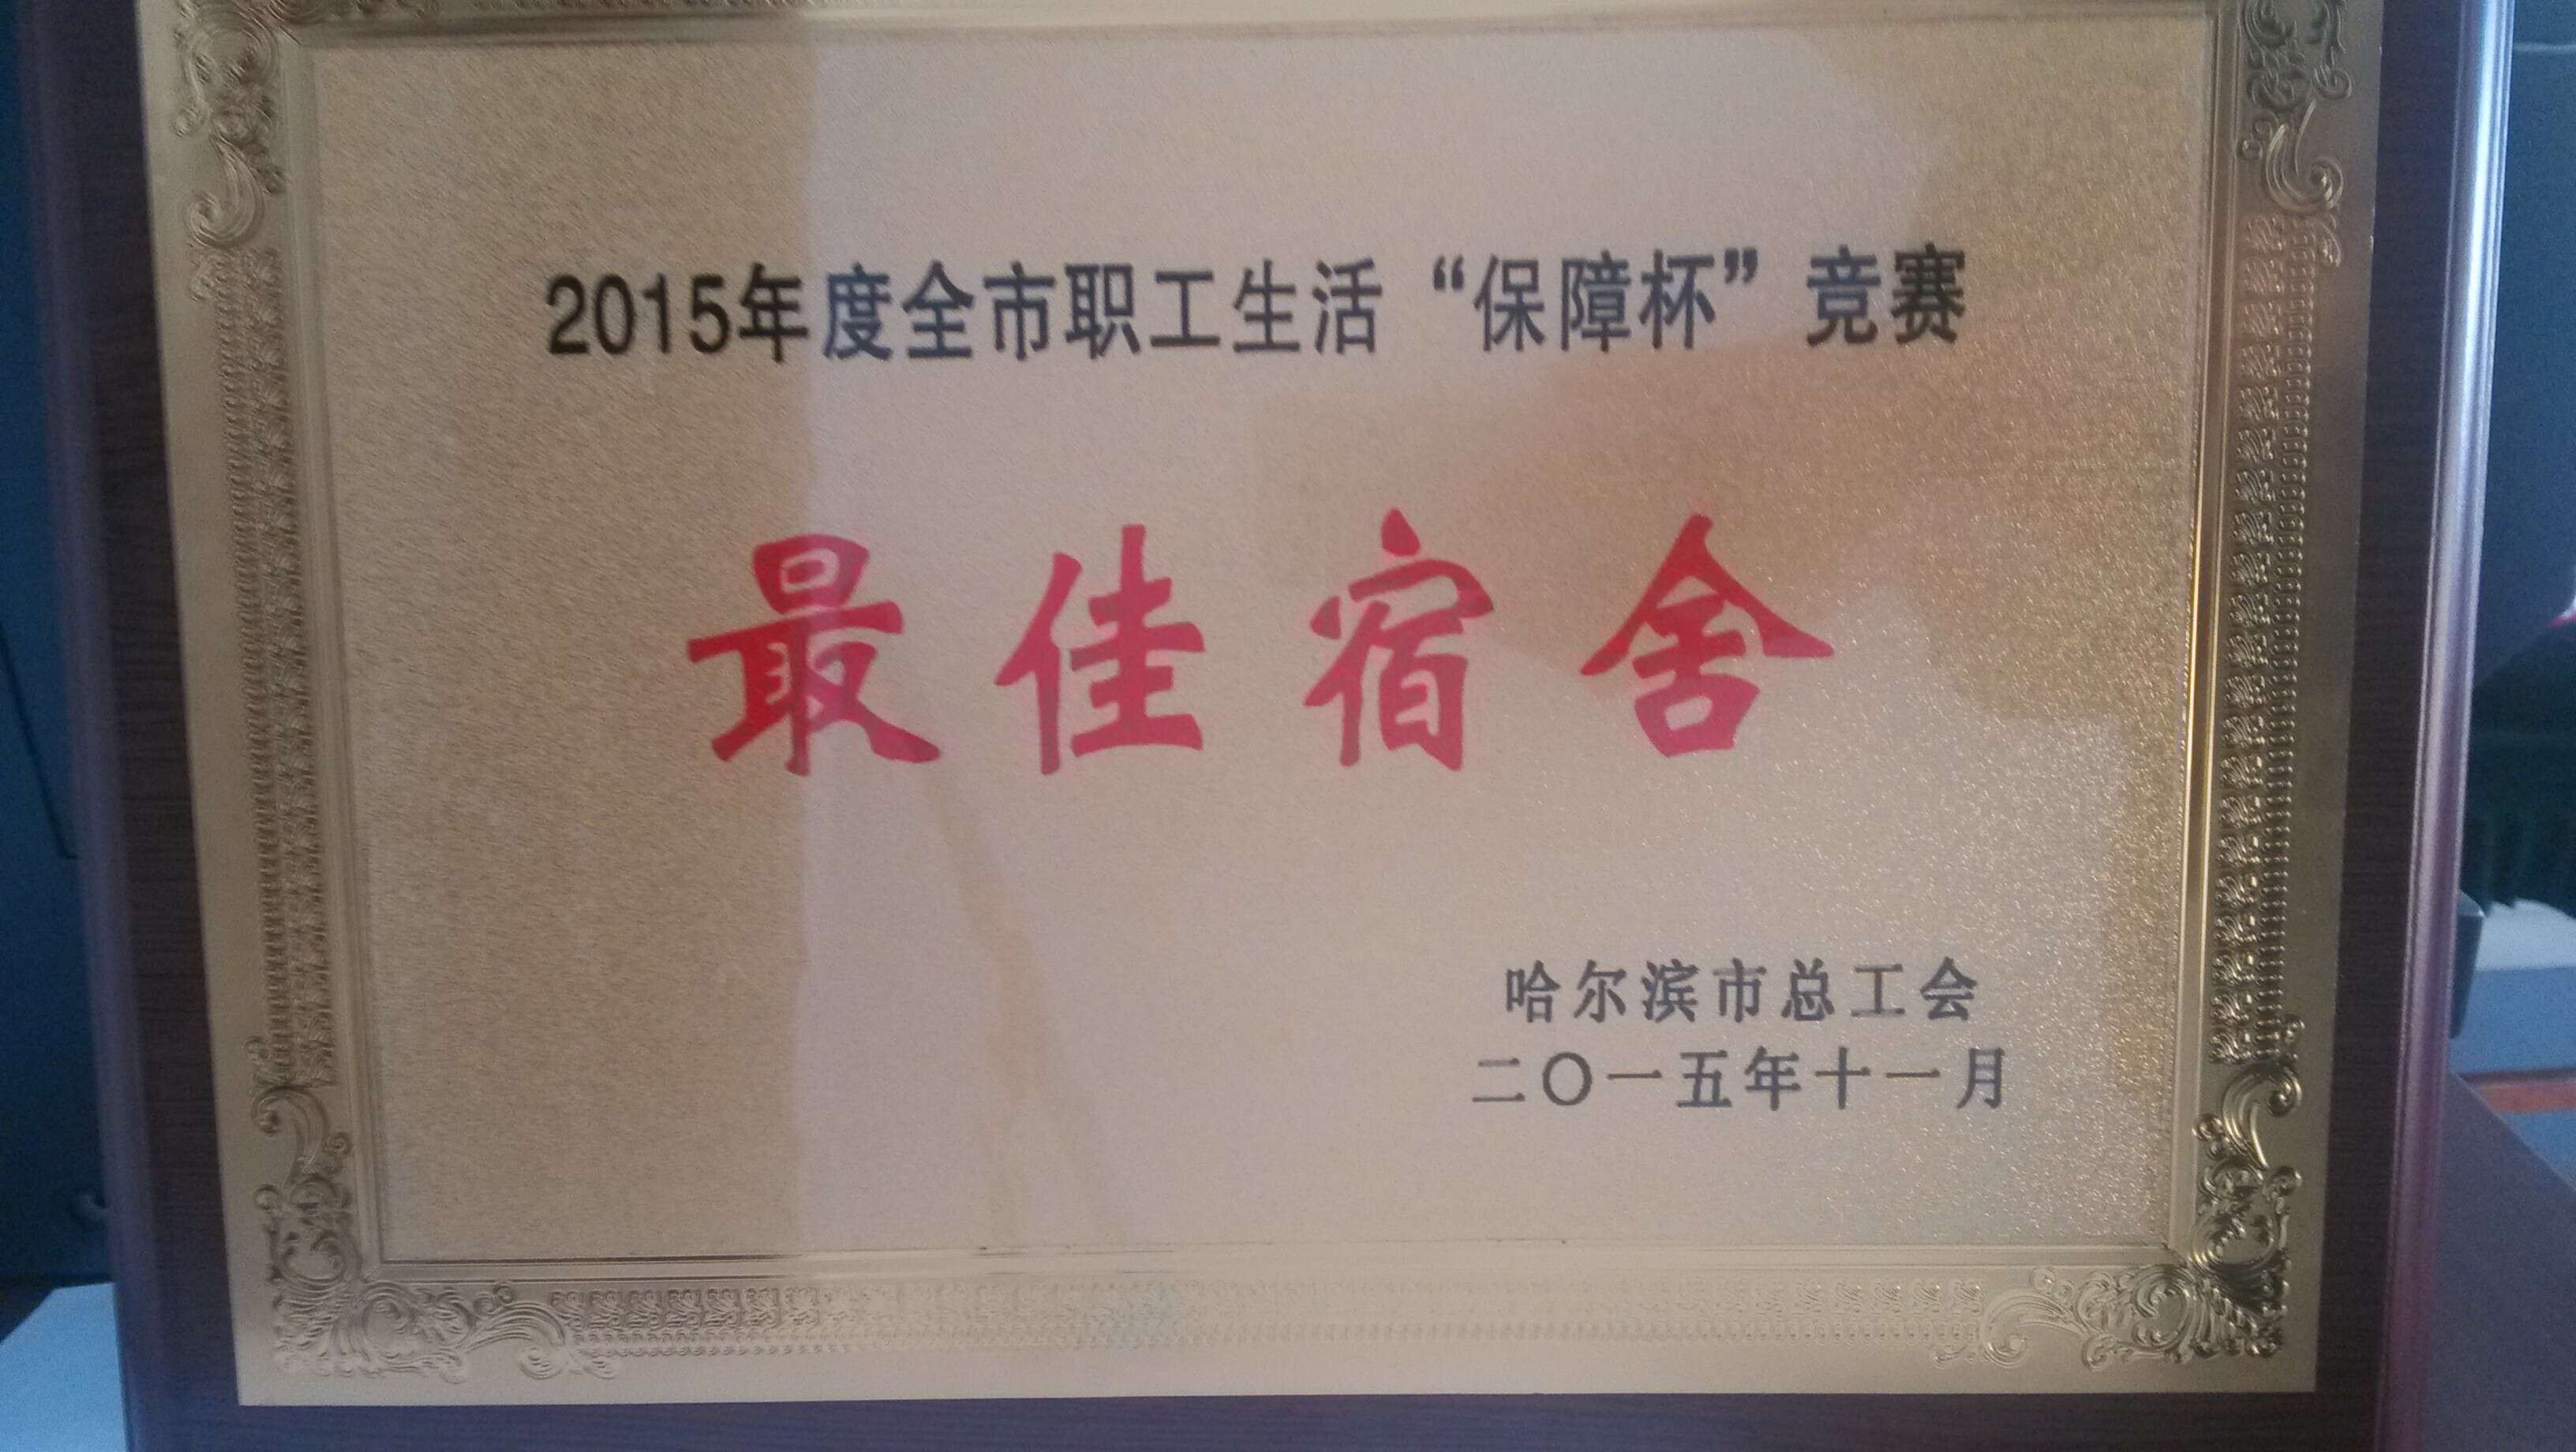 2015年度全市职工生活“保障杯”竞赛
最佳宿舍
哈尔滨市总工会
二〇一五年十一月